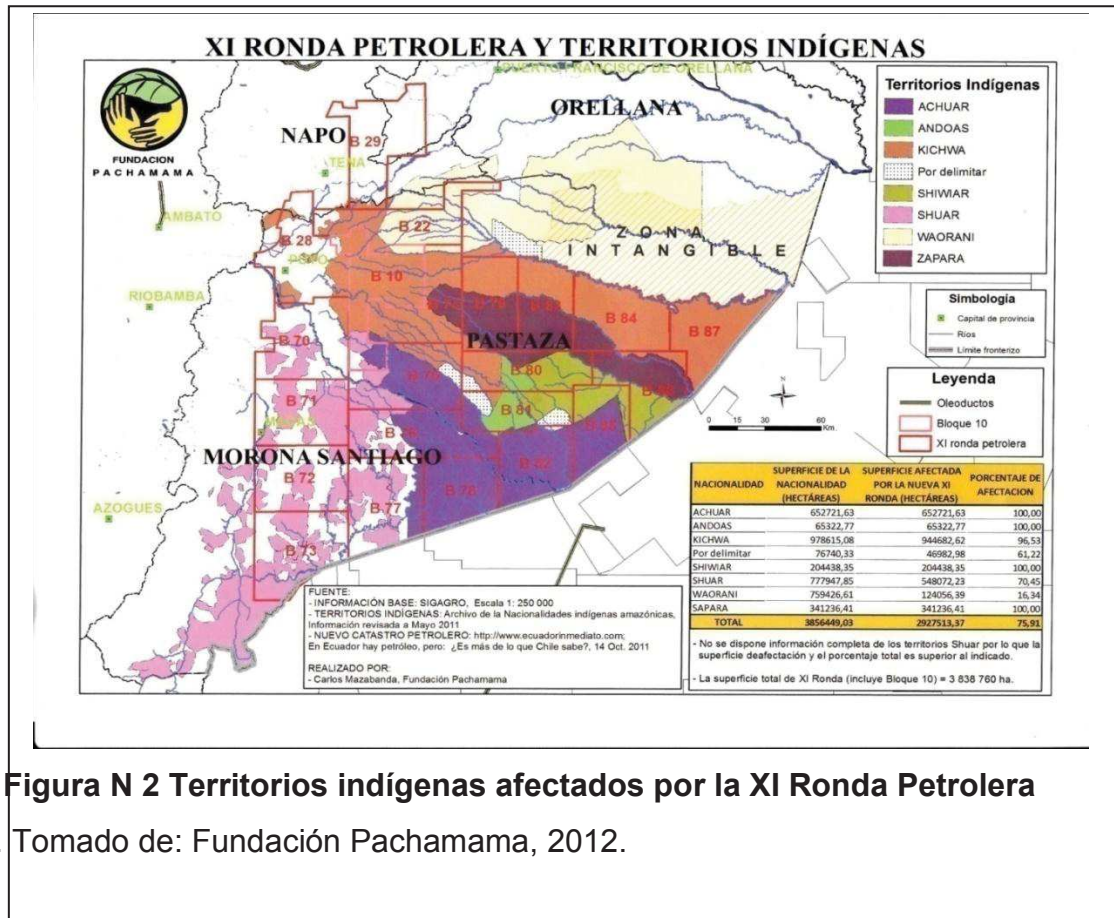 XI RONDA PETROLERA Y TERRITORIOS INDÍGENAS
FUNDACION
PACHAMAMA
PUERTO FRANCISCO DE ORELLANA
ORELLANA
NAPO
B 29
TENA
AMBATO
B 28
PUYO
B 22
ZONA
INTANGIBLE
RIOBAMBA
B 10
B 84
B 87
PASTAZA
B 70
B 80
B 71
B 81
MACAS
MORONA SANTIAGO
B 72
B 77
B 78
AZOGUES
B 73
Territorios Indígenas
ACHUAR
ANDOAS
KICHWA
Por delimitar
SHIWIAR
SHUAR
WAORANI
ZAPARA
Simbología
Capital de provincia
Ríos
Límite fronterizo
Leyenda
Oleoductos
Bloque 10
XI ronda petrolera
N
0 15 30 60
Km.
NACIONALIDAD SUPERFICIE DE LA NACIONALIDAD (HECTÁREAS) SUPERFICIE AFECTADA POR LA NUEVA XI RONDA (HECTÁREAS) PORCENTAJE DE AFECTACION
ACHUAR 652721,63 652721,63 100,00
ANDOAS 65322,77 65322,77 100,00
KICHWA 978615,08 944682,62 96,53
Por delimitar 76740,33 46982,98 61,22
SHIWIAR 204438,35 204438,35 100,00
SHUAR 777947,85 548072,23 70,45
WAORANI 759426,61 124056,39 16,34
SAPARA 341236,41 341236,41 100,00
TOTAL 3856449,03 2927513,37 75,91
- No se dispone información completa de los territorios Shuar por lo que la
superficie deafectación y el porcentaje total es superior al indicado.
- La superficie total de XI Ronda (incluye Bloque 10) = 3 838 760 ha.
FUENTE:
- INFORMACIÓN BASE: SIGAGRO, Escala 1: 250 000
- TERRITORIOS INDÍGENAS: Archivo de la Nacionalidades indígenas amazónicas,
Información revisada a Mayo 2011
- NUEVO CATASTRO PETROLERO: http://www.ecuadorinmediato.com;
En Ecuador hay petróleo, pero: ¿Es más de lo que Chile sabe?, 14 Oct. 2011
REALIZADO POR:
- Carlos Mazabanda, Fundación Pachamama
Figura N 2 Territorios indígenas afectados por la XI Ronda Petrolera
Tomado de: Fundación Pachamama, 2012.